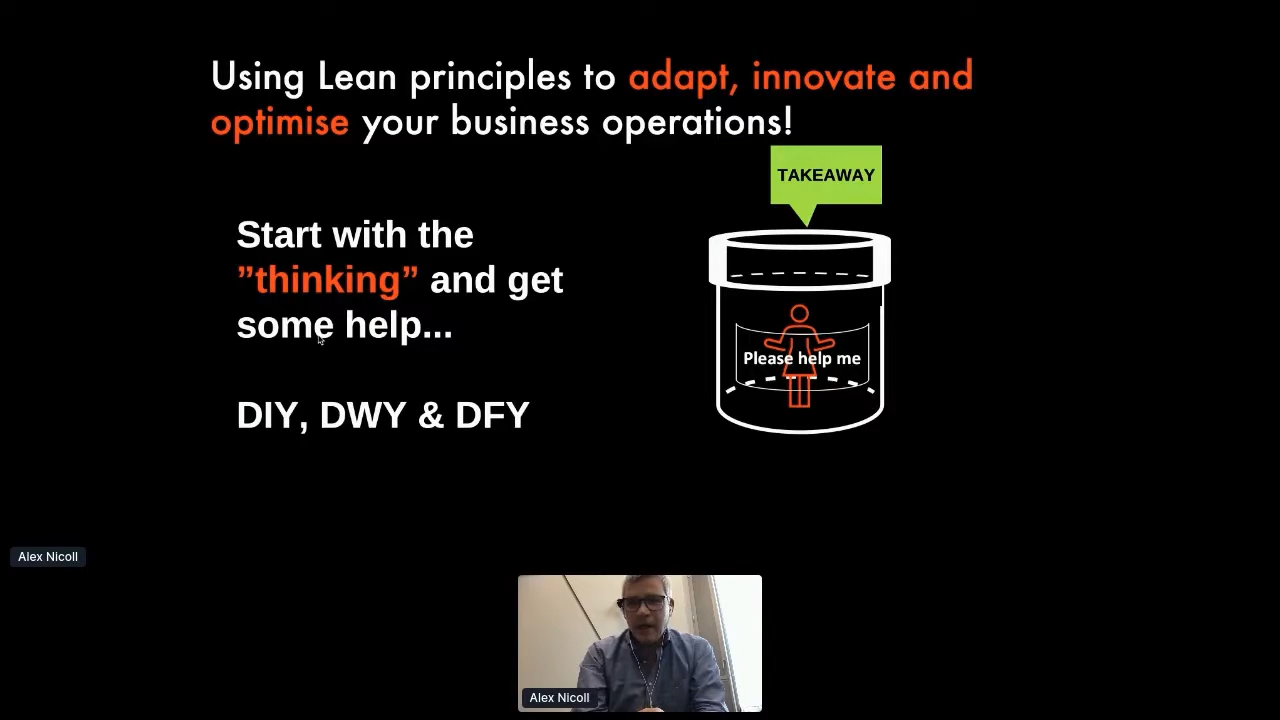 Using Lean principles to adapt, innovate and
optimise your business operations!
TAKEAWAY
Start with the
”thinking” and get
some help...
Please help me
DIY, DWY & DFY
Alex Nicoll
Alex Nicoll